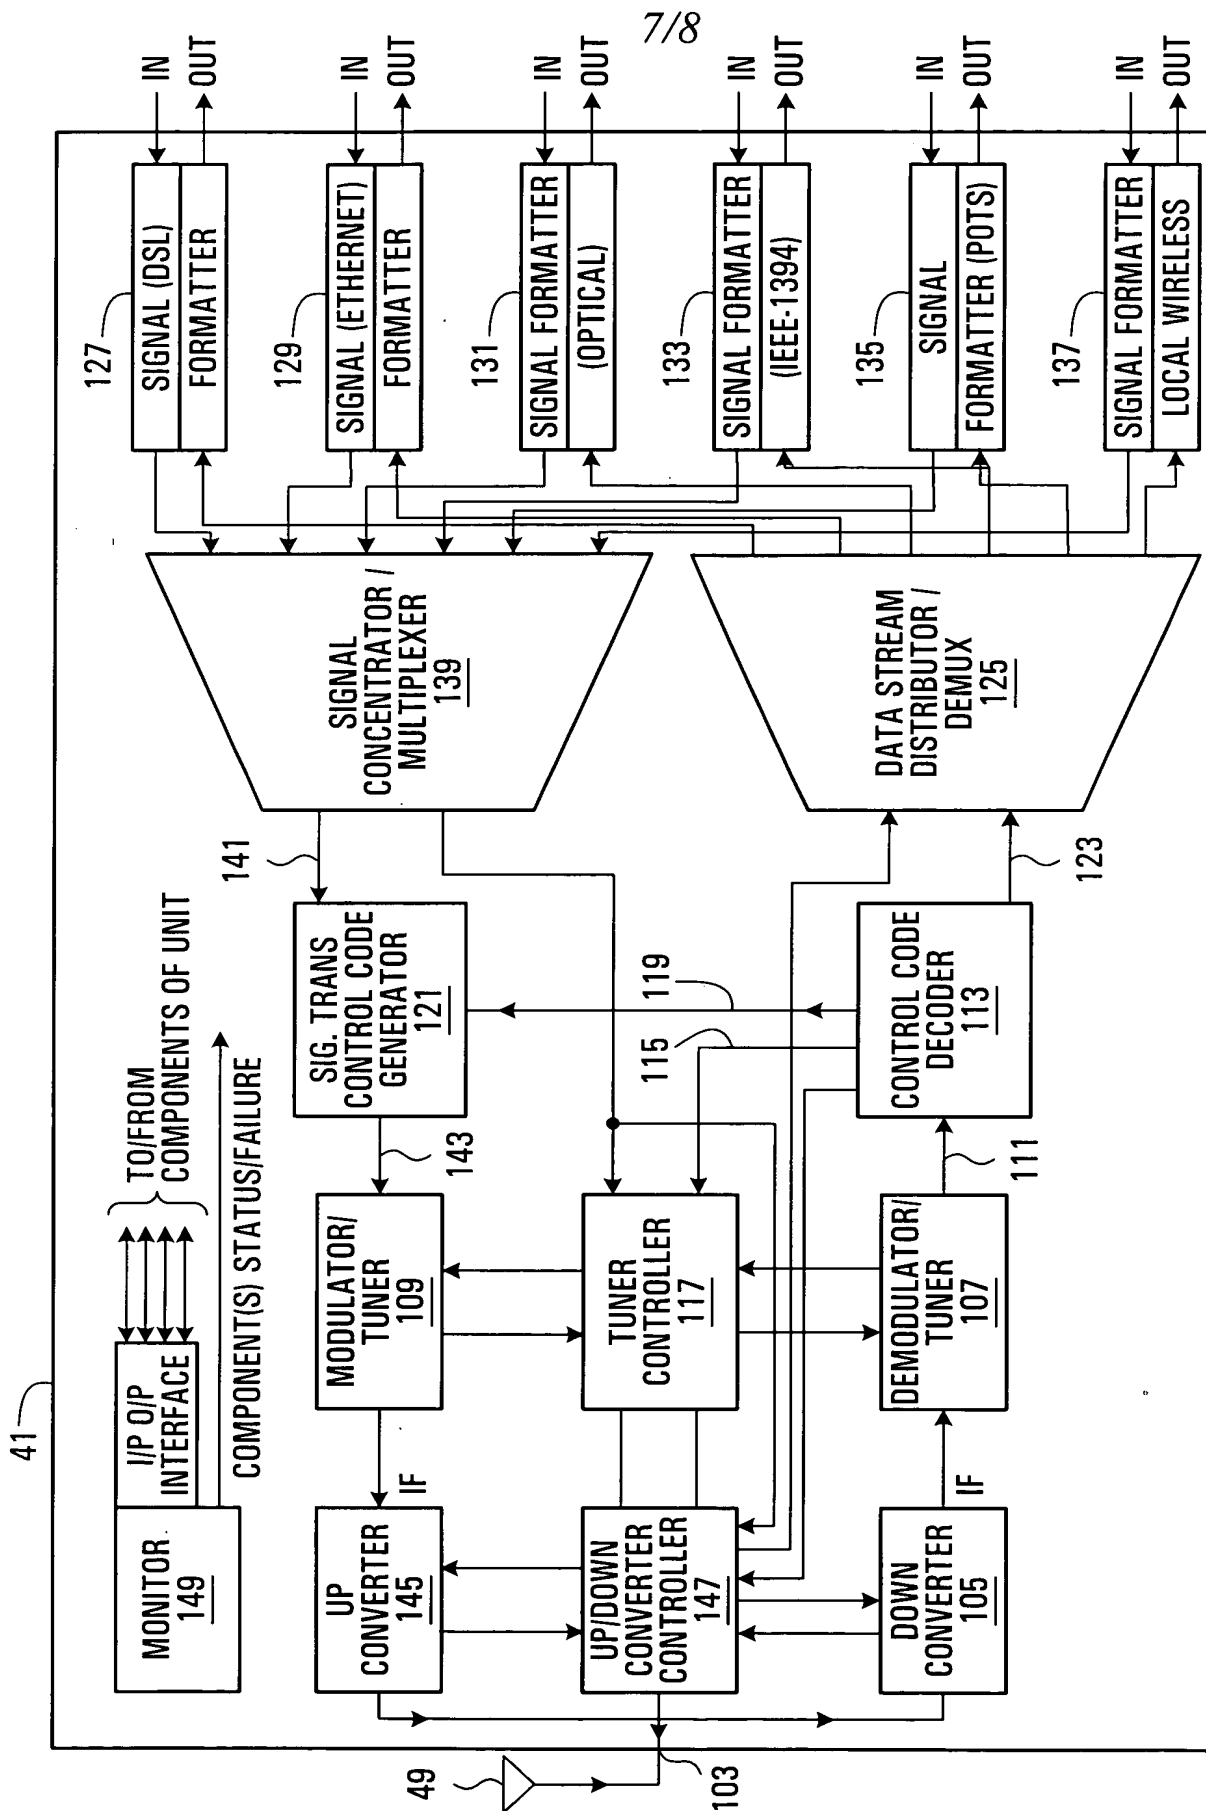 7/8
41
MONITOR
149
I/P O/P
INTERFACE
TO/FROM
COMPONENTS OF UNIT
COMPONENT(S) STATUS/FAILURE
49
103
UP
CONVERTER
145
IF
MODULATOR/
TUNER
109
143
SIG. TRANS
CONTROL CODE
GENERATOR
121
141
SIGNAL
CONCENTRATOR /
MULTIPLEXER
139
UP/DOWN
CONVERTER
CONTROLLER
147
TUNER
CONTROLLER
117
115
119
DOWN
CONVERTER
105
IF
DEMODULATOR/
TUNER
107
111
CONTROL CODE
DECODER
113
123
DATA STREAM
DISTRIBUTOR /
DEMUX
125
127
SIGNAL (DSL)
FORMATTER
IN
OUT
129
SIGNAL (ETHERNET)
FORMATTER
IN
OUT
131
SIGNAL FORMATTER
(OPTICAL)
IN
OUT
133
SIGNAL FORMATTER
(IEEE-1394)
IN
OUT
135
SIGNAL
FORMATTER (POTS)
IN
OUT
137
SIGNAL FORMATTER
LOCAL WIRELESS
IN
OUT